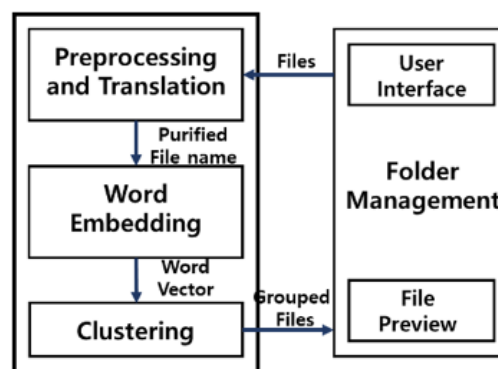 Preprocessing
and Translation
Files
User
Interface
Purified
File name
Word
Embedding
Folder
Management
Word
Vector
Clustering
Grouped
Files
File
Preview